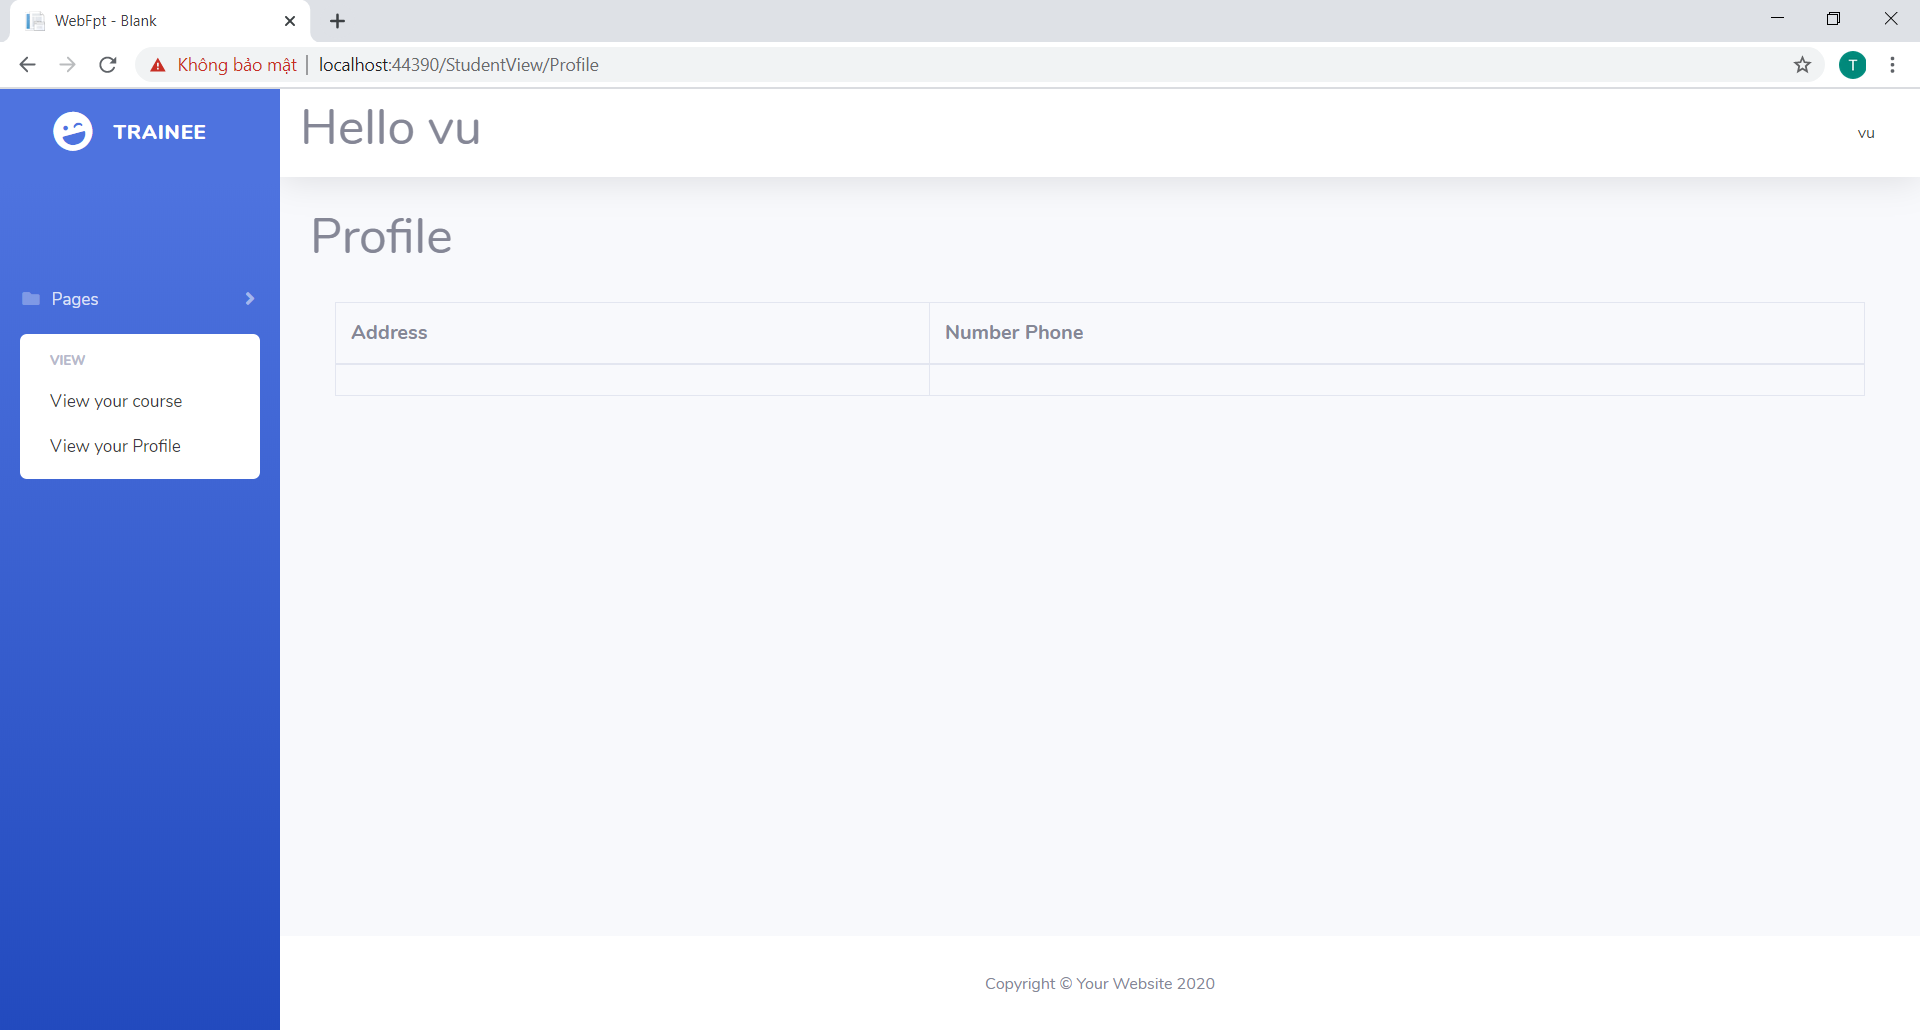 WebFpt - Blank
Không bảo mật | localhost:44390/StudentView/Profile
T
TRAINEE
Hello vu
vu
Profile
Pages
VIEW
View your course
View your Profile
Address Number Phone
Copyright © Your Website 2020